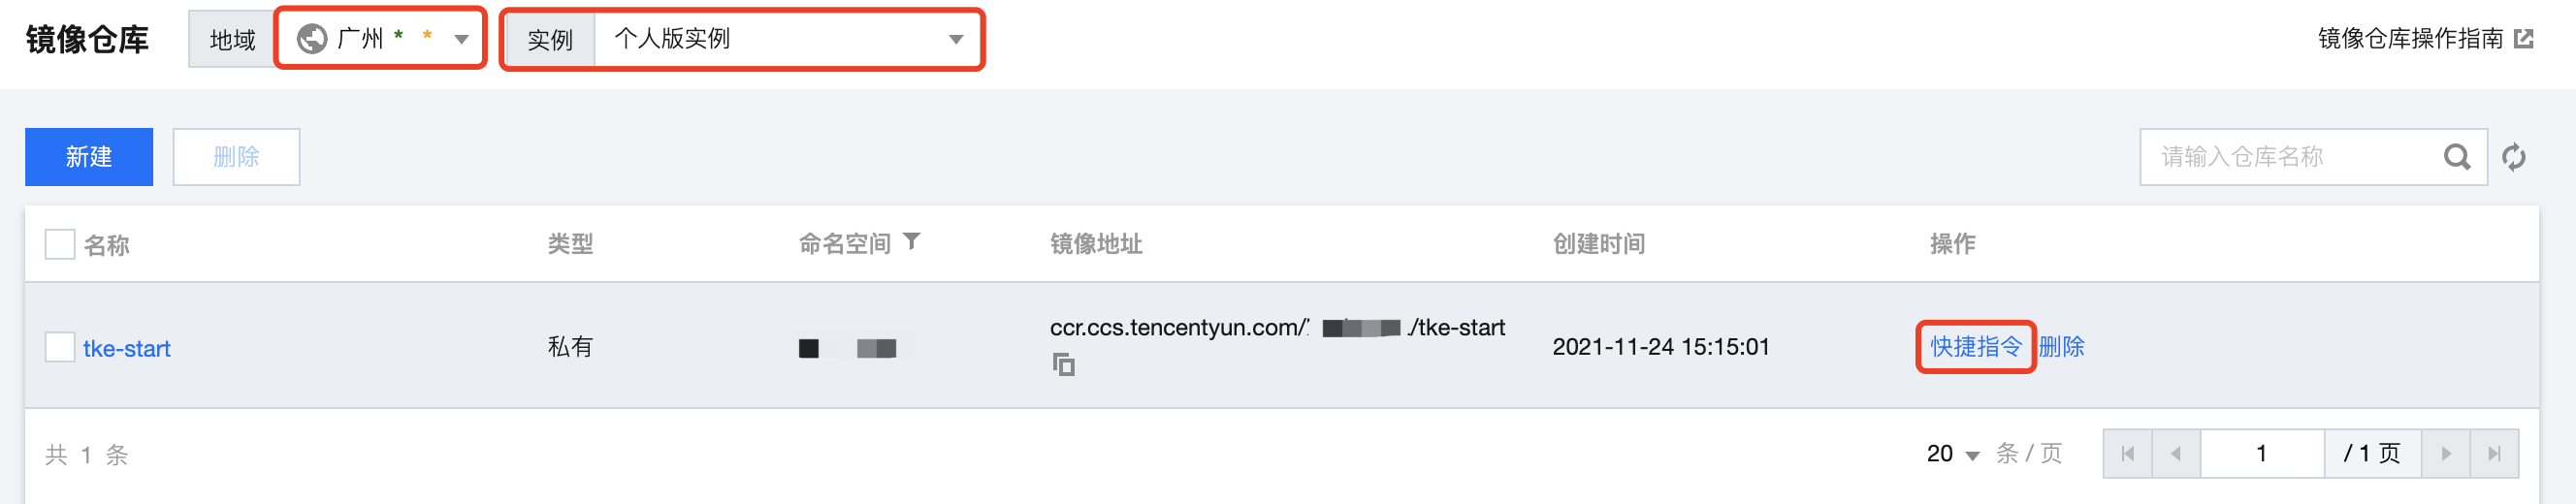 镜像仓库 地域 广州 * * 实例 个人版实例 镜像仓库操作指南
新建 删除 请输入仓库名称
名称 类型 命名空间 镜像地址 创建时间 操作
tke-start 私有 ccr.ccs.tencentyun.com/ /tke-start 2021-11-24 15:15:01 快捷指令 删除
共 1 条 20 条 / 页 1 / 1 页